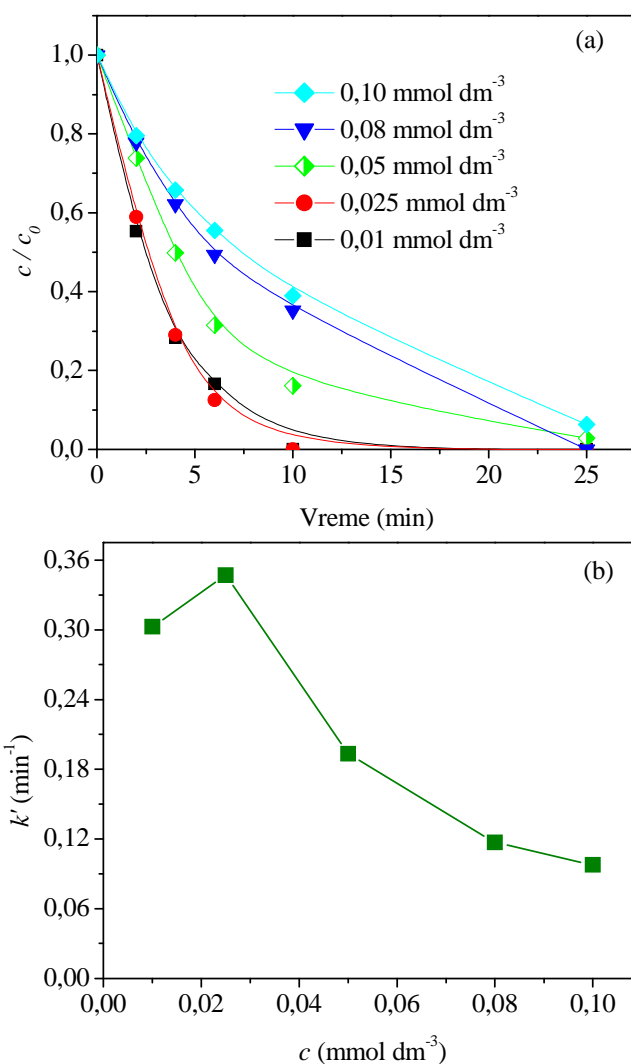 (a)
1,0
0,8
0,6
0,4
0,2
0,0
c / c₀
0,10 mmol dm⁻³
0,08 mmol dm⁻³
0,05 mmol dm⁻³
0,025 mmol dm⁻³
0,01 mmol dm⁻³
0 5 10 15 20 25
Vreme (min)
(b)
0,36
0,30
0,24
0,18
0,12
0,06
0,00
k' (min⁻¹)
0,00 0,02 0,04 0,06 0,08 0,10
c (mmol dm⁻³)